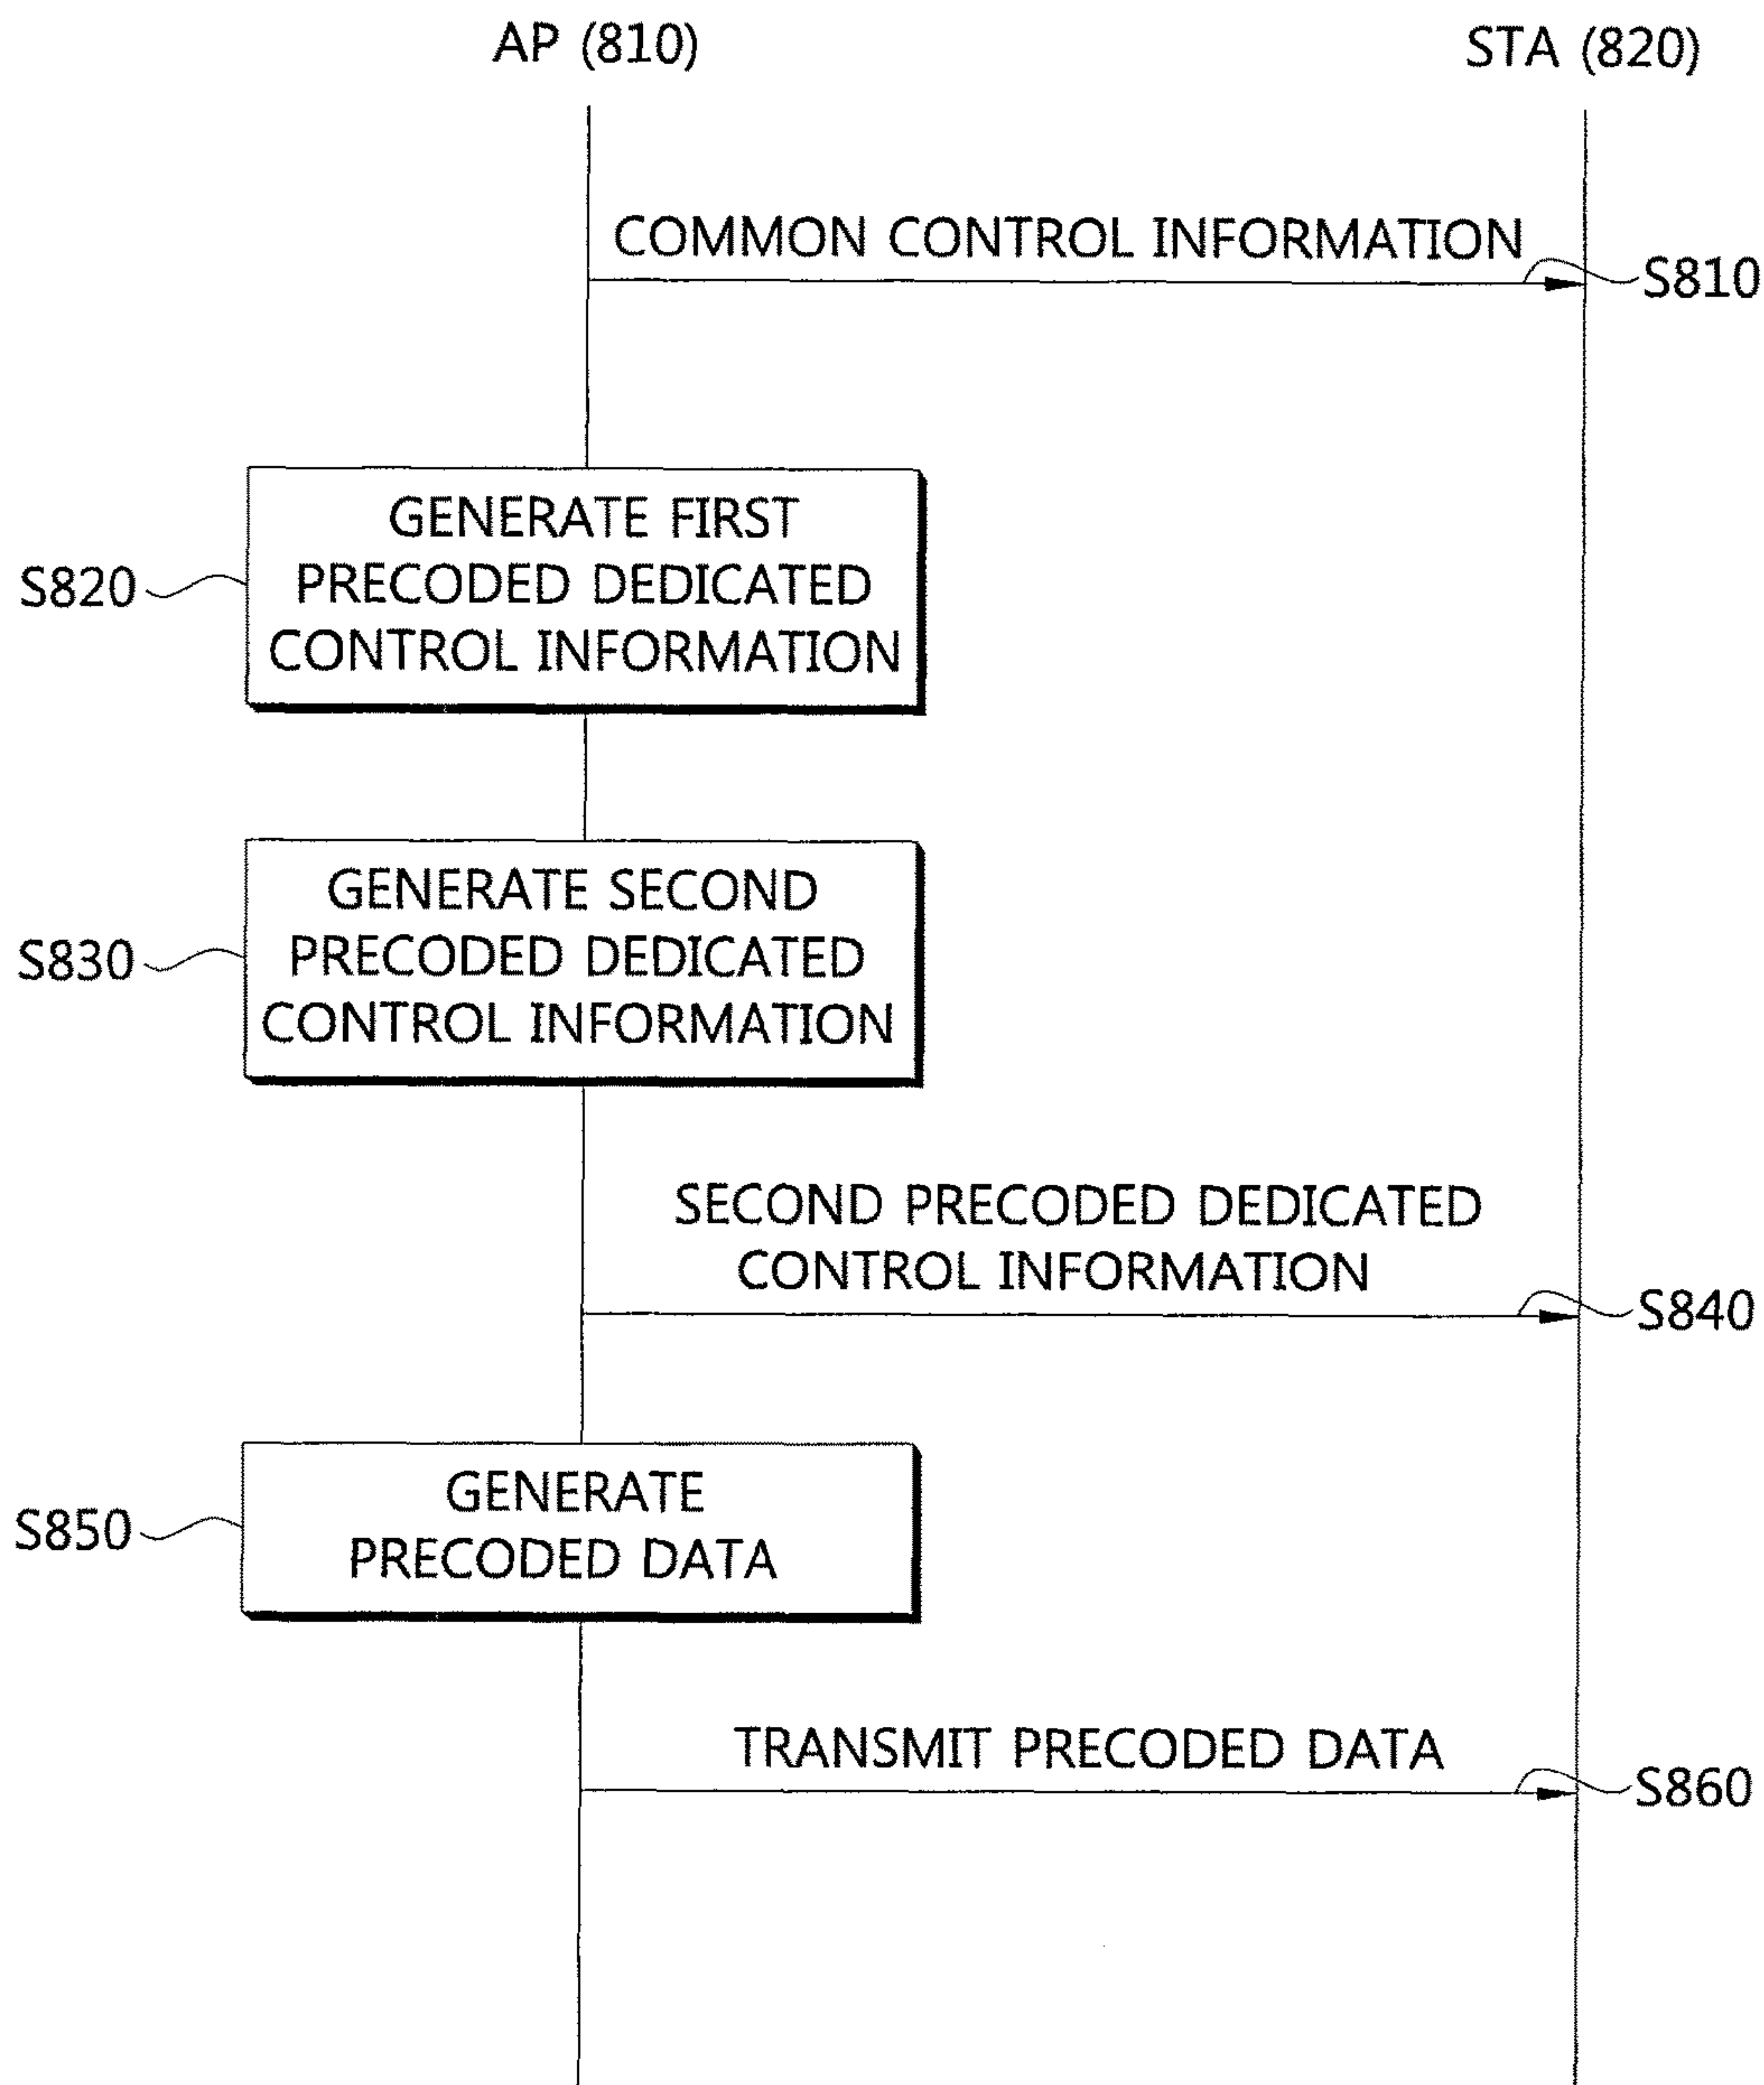 AP (810)
STA (820)
COMMON CONTROL INFORMATION
S810
GENERATE FIRST
PRECODED DEDICATED
CONTROL INFORMATION
S820
GENERATE SECOND
PRECODED DEDICATED
CONTROL INFORMATION
S830
SECOND PRECODED DEDICATED
CONTROL INFORMATION
S840
GENERATE
PRECODED DATA
S850
TRANSMIT PRECODED DATA
S860